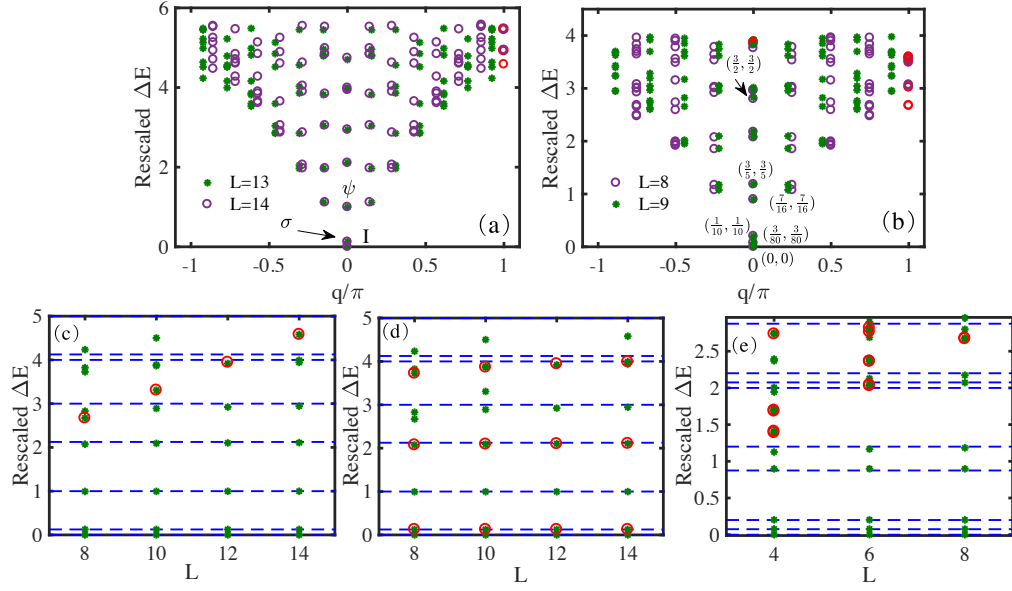 6
4
2
0
Rescaled ΔE
-1
-0.5
0
0.5
1
q/π
L=13
L=14
ψ
σ
I
(a)
4
3
2
1
0
Rescaled ΔE
-1
-0.5
0
0.5
1
q/π
L=8
L=9
(3/2, 3/2)
(3/5, 3/5)
(7/16, 7/16)
(1/10, 1/10)
(3/80, 3/80)
(0,0)
(b)
(c)
5
4
3
2
1
0
Rescaled ΔE
8
10
12
14
L
(d)
5
4
3
2
1
0
Rescaled ΔE
8
10
12
14
L
(e)
2.5
2
1.5
1
0.5
0
Rescaled ΔE
4
6
8
L